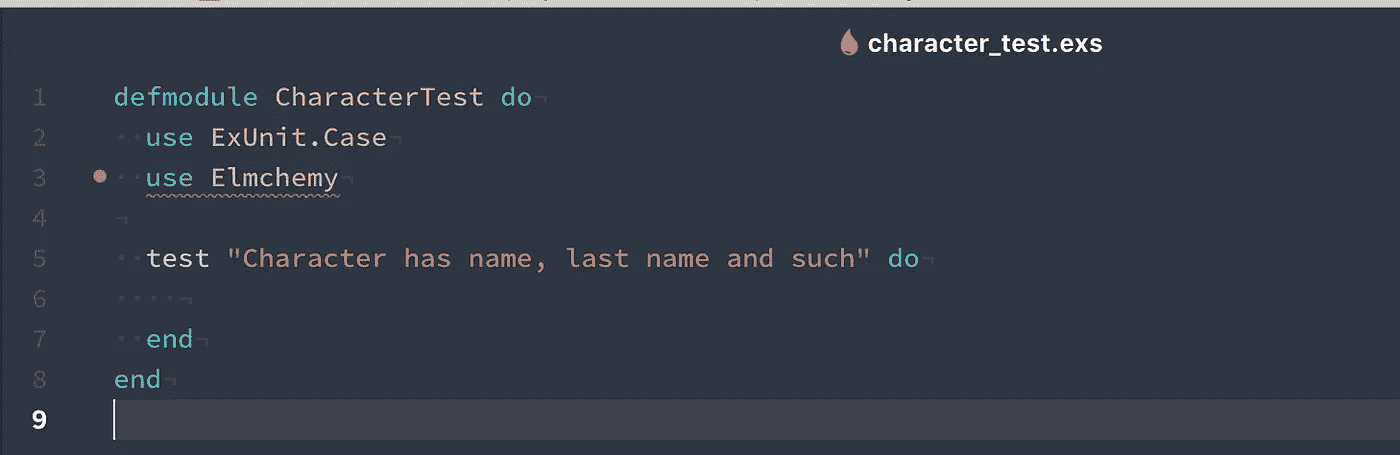 character_test.exs
1 defmodule CharacterTest do¬
2 ··use ExUnit.Case¬
3 ··use Elmchemy¬
4 ¬
5 ··test "Character has name, last name and such" do¬
6 ····¬
7 ··end¬
8 end¬
9